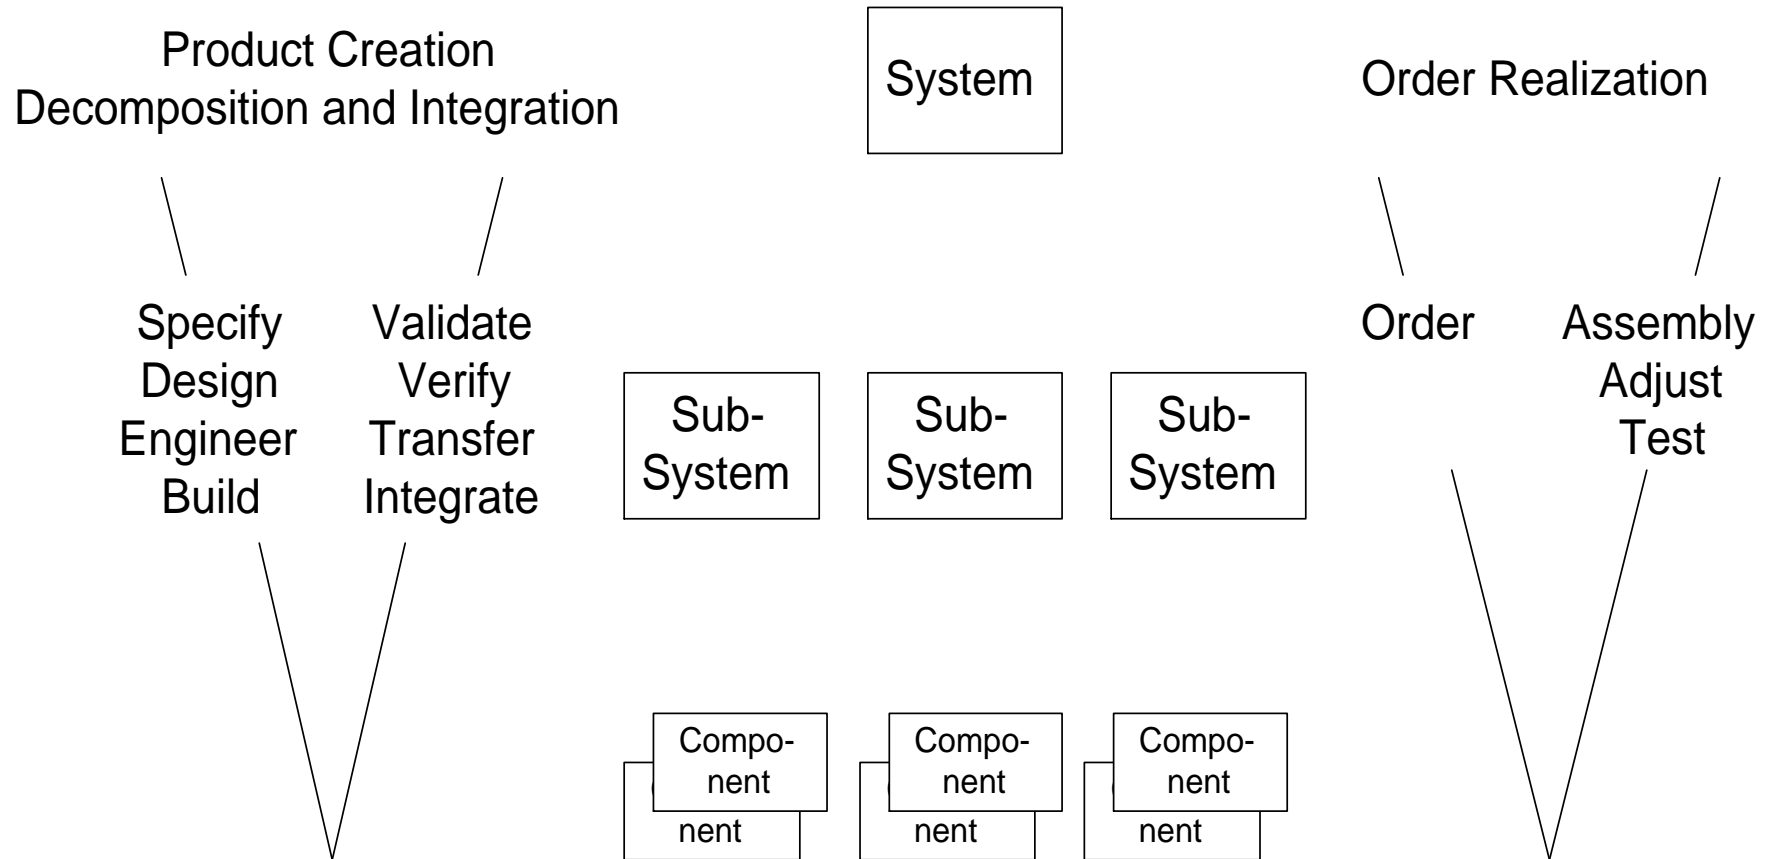 Product Creation
Decomposition and Integration
System
Order Realization
Specify
Design
Engineer
Build
Validate
Verify
Transfer
Integrate
Sub-
System
Sub-
System
Sub-
System
Order
Assembly
Adjust
Test
Compo-
nent
nent
Compo-
nent
nent
Compo-
nent
nent